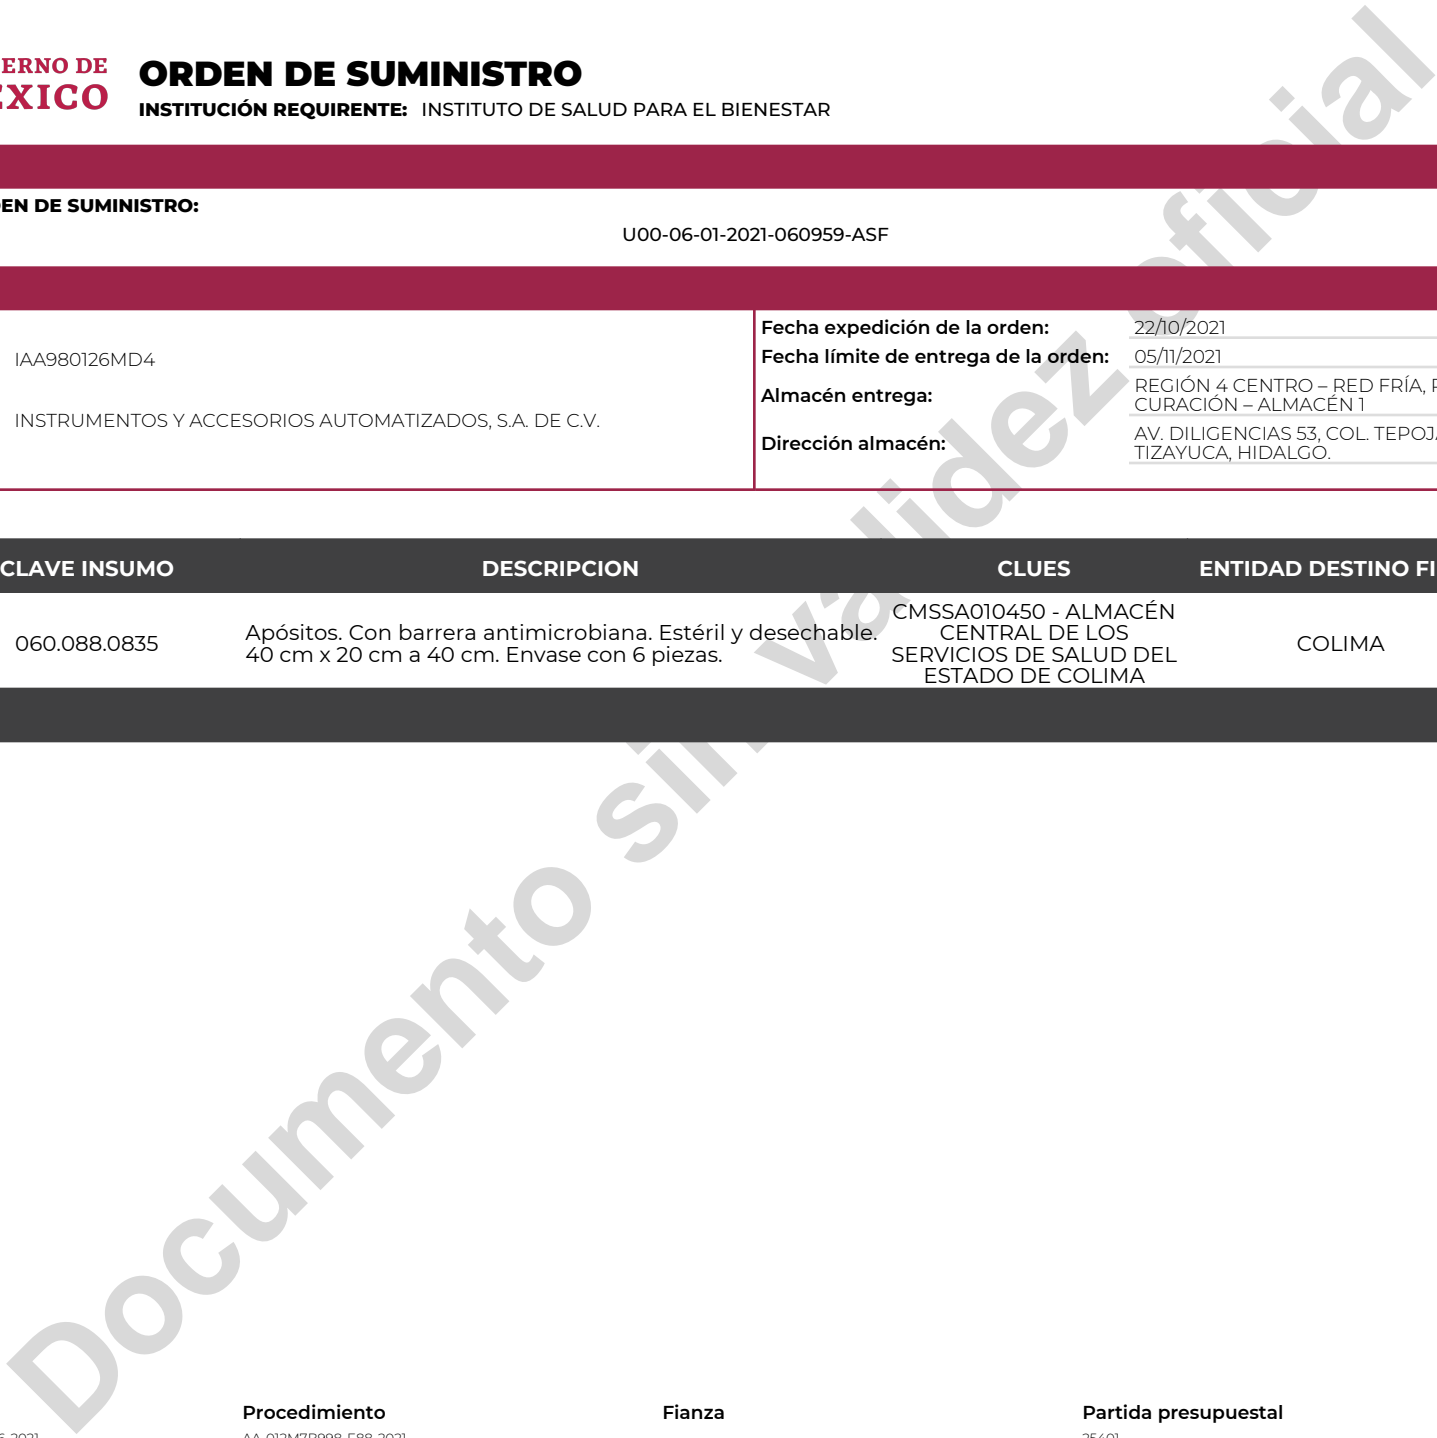 ERNO DE
ORDEN DE SUMINISTRO
EXICO
INSTITUCIÓN REQUIRENTE: INSTITUTO DE SALUD PARA EL BIENESTAR
EN DE SUMINISTRO:
U00-06-01-2021-060959-ASF
IAA980126MD4
INSTRUMENTOS Y ACCESORIOS AUTOMATIZADOS, S.A. DE C.V.
Fecha expedición de la orden: 22/10/2021
Fecha límite de entrega de la orden: 05/11/2021
Almacén entrega:
REGIÓN 4 CENTRO – RED FRÍA,
CURACIÓN – ALMACÉN 1
Dirección almacén:
AV. DILIGENCIAS 53, COL. TEPOJA
TIZAYUCA, HIDALGO.
CLAVE INSUMO DESCRIPCION CLUES ENTIDAD DESTINO FI
060.088.0835
Apósitos. Con barrera antimicrobiana. Estéril y desechable.
40 cm x 20 cm a 40 cm. Envase con 6 piezas.
CMSSA010450 - ALMACÉN
CENTRAL DE LOS
SERVICIOS DE SALUD DEL
ESTADO DE COLIMA
COLIMA
Documento sin validez oficial
Procedimiento Fianza Partida presupuestal